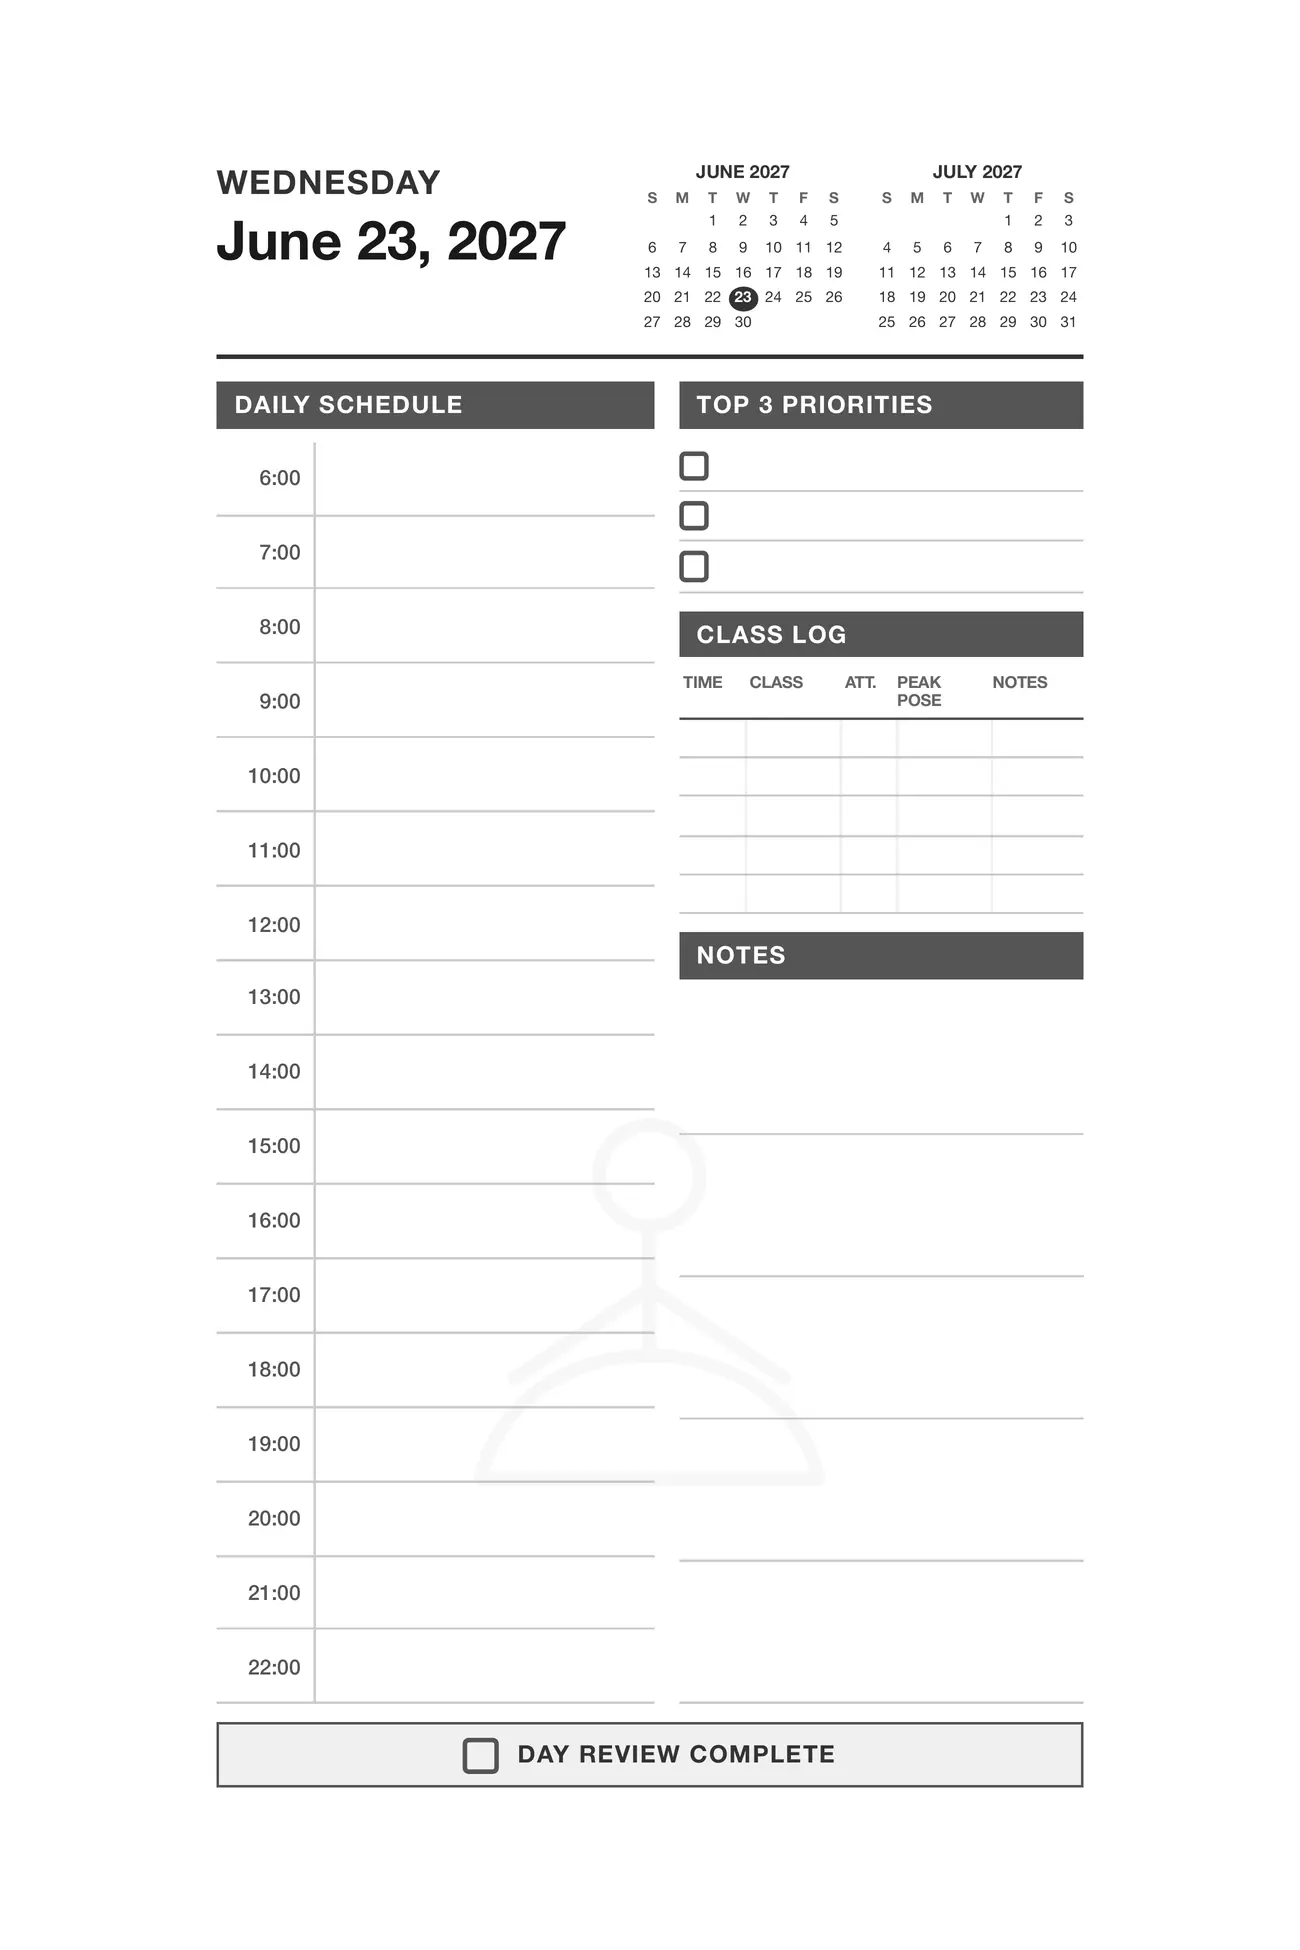 WEDNESDAY
June 23, 2027
JUNE 2027
S M T W T F S
1 2 3 4 5
6 7 8 9 10 11 12
13 14 15 16 17 18 19
20 21 22 23 24 25 26
27 28 29 30
JULY 2027
S M T W T F S
1 2 3
4 5 6 7 8 9 10
11 12 13 14 15 16 17
18 19 20 21 22 23 24
25 26 27 28 29 30 31
DAILY SCHEDULE
6:00
7:00
8:00
9:00
10:00
11:00
12:00
13:00
14:00
15:00
16:00
17:00
18:00
19:00
20:00
21:00
22:00
TOP 3 PRIORITIES
CLASS LOG
TIME CLASS ATT. PEAK POSE NOTES
NOTES
DAY REVIEW COMPLETE